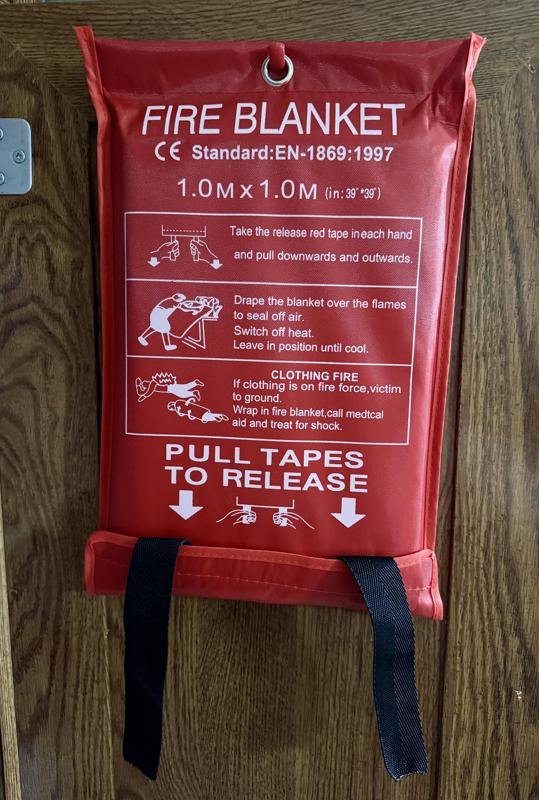 FIRE BLANKET
CE Standard:EN-1869:1997
1.0M x 1.0M (in:39"*39")
Take the release red tape in each hand
and pull downwards and outwards.
Drape the blanket over the flames
to seal off air.
Switch off heat.
Leave in position until cool.
CLOTHING FIRE
If clothing is on fire force,victim
to ground.
Wrap in fire blanket,call medtcal
aid and treat for shock.
PULL TAPES
TO RELEASE